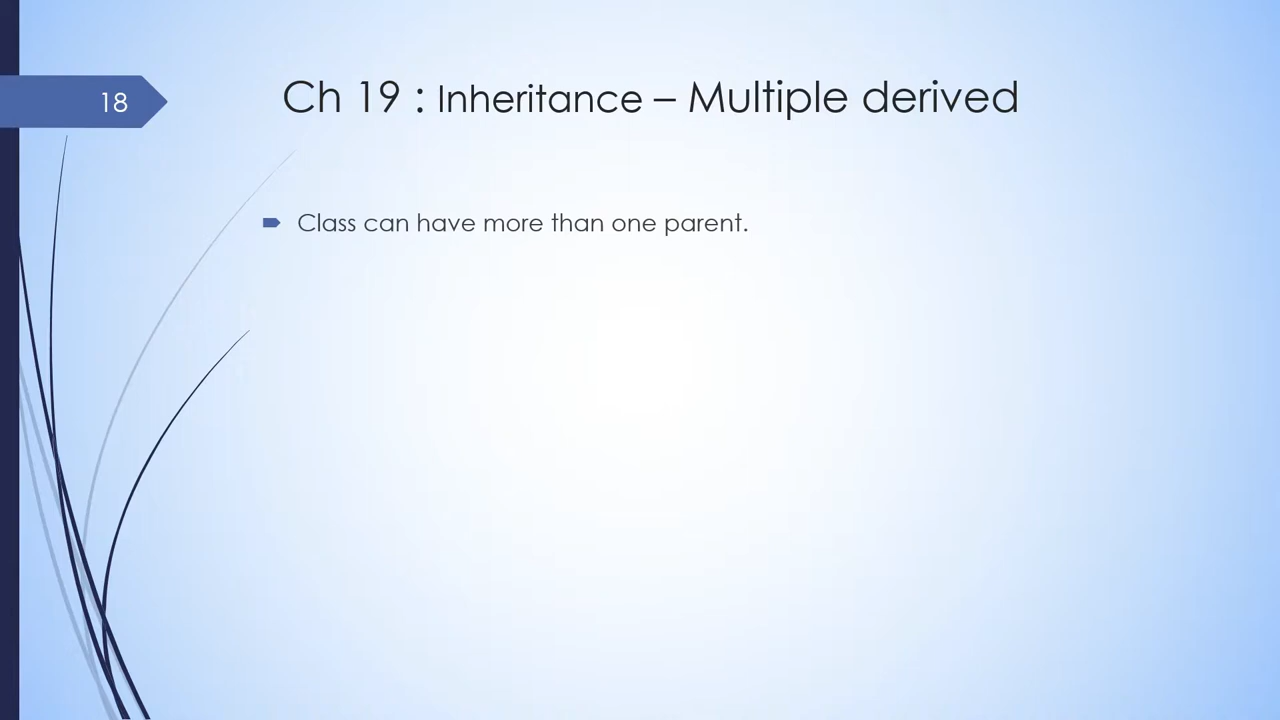 18
Ch 19 : Inheritance – Multiple derived
Class can have more than one parent.